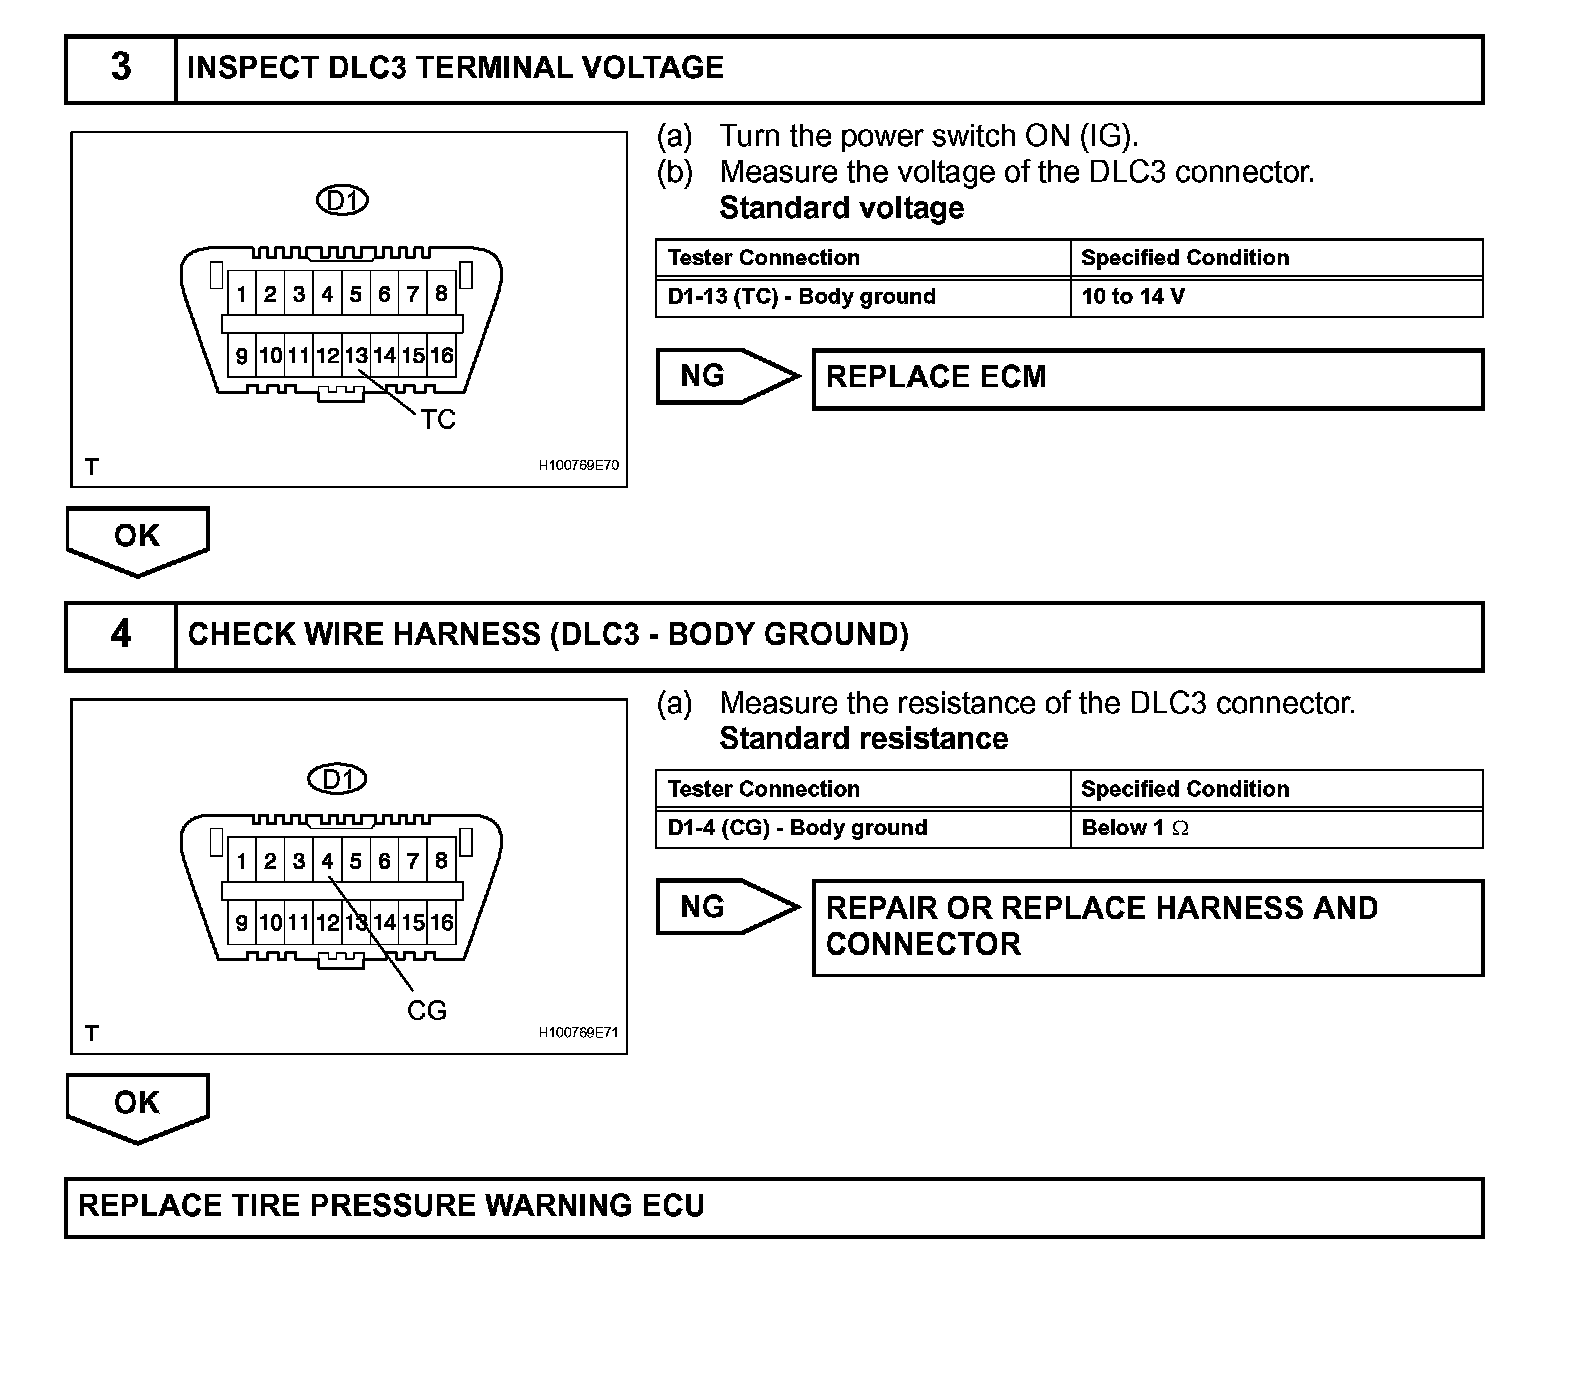 3 INSPECT DLC3 TERMINAL VOLTAGE
D1
1 2 3 4 5 6 7 8
9 10 11 12 13 14 15 16
TC
T H100769E70
(a) Turn the power switch ON (IG).
(b) Measure the voltage of the DLC3 connector.
Standard voltage
Tester Connection Specified Condition
D1-13 (TC) - Body ground 10 to 14 V
NG REPLACE ECM
OK
4 CHECK WIRE HARNESS (DLC3 - BODY GROUND)
D1
1 2 3 4 5 6 7 8
9 10 11 12 13 14 15 16
CG
T H100769E71
(a) Measure the resistance of the DLC3 connector.
Standard resistance
Tester Connection Specified Condition
D1-4 (CG) - Body ground Below 1 Ω
NG REPAIR OR REPLACE HARNESS AND
CONNECTOR
OK
REPLACE TIRE PRESSURE WARNING ECU